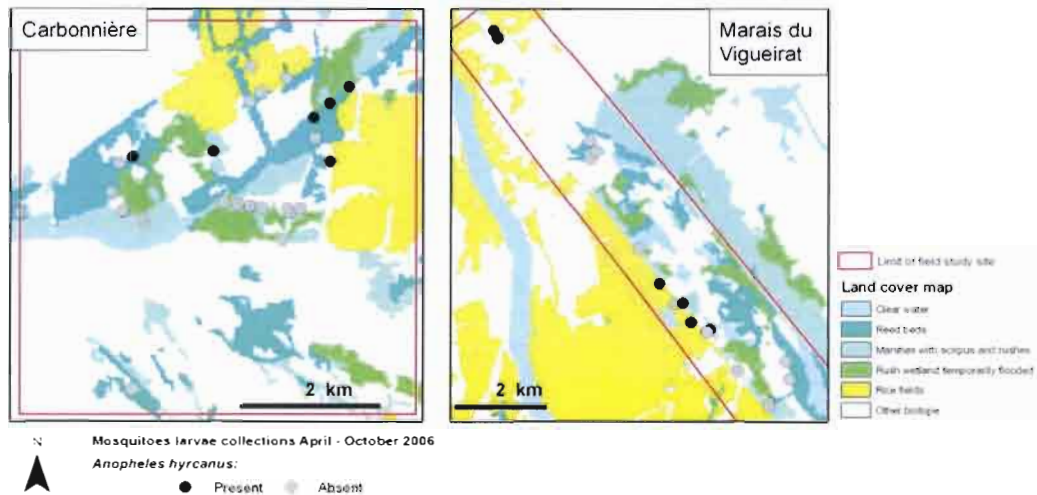 Carbonnière
Marais du
Vigueirat
2 km
2 km
Limit of field study site
Land cover map
Clear water
Reed beds
Marshes with scirpus and rushes
Rush wetland temporarily flooded
Rice fields
Other biotope
N
Mosquitoes larvae collections April - October 2006
Anopheles hyrcanus:
Present
Absent